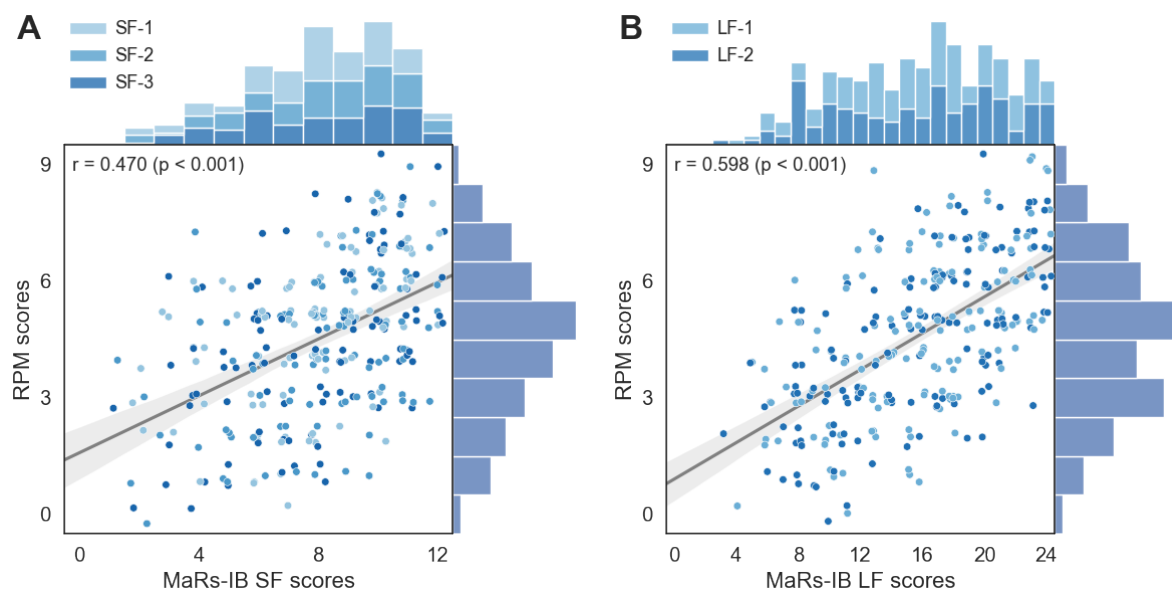 A
SF-1
SF-2
SF-3
r = 0.470 (p < 0.001)
RPM scores
9
6
3
0
0 4 8 12
MaRs-IB SF scores
B
LF-1
LF-2
r = 0.598 (p < 0.001)
RPM scores
9
6
3
0
0 4 8 12 16 20 24
MaRs-IB LF scores